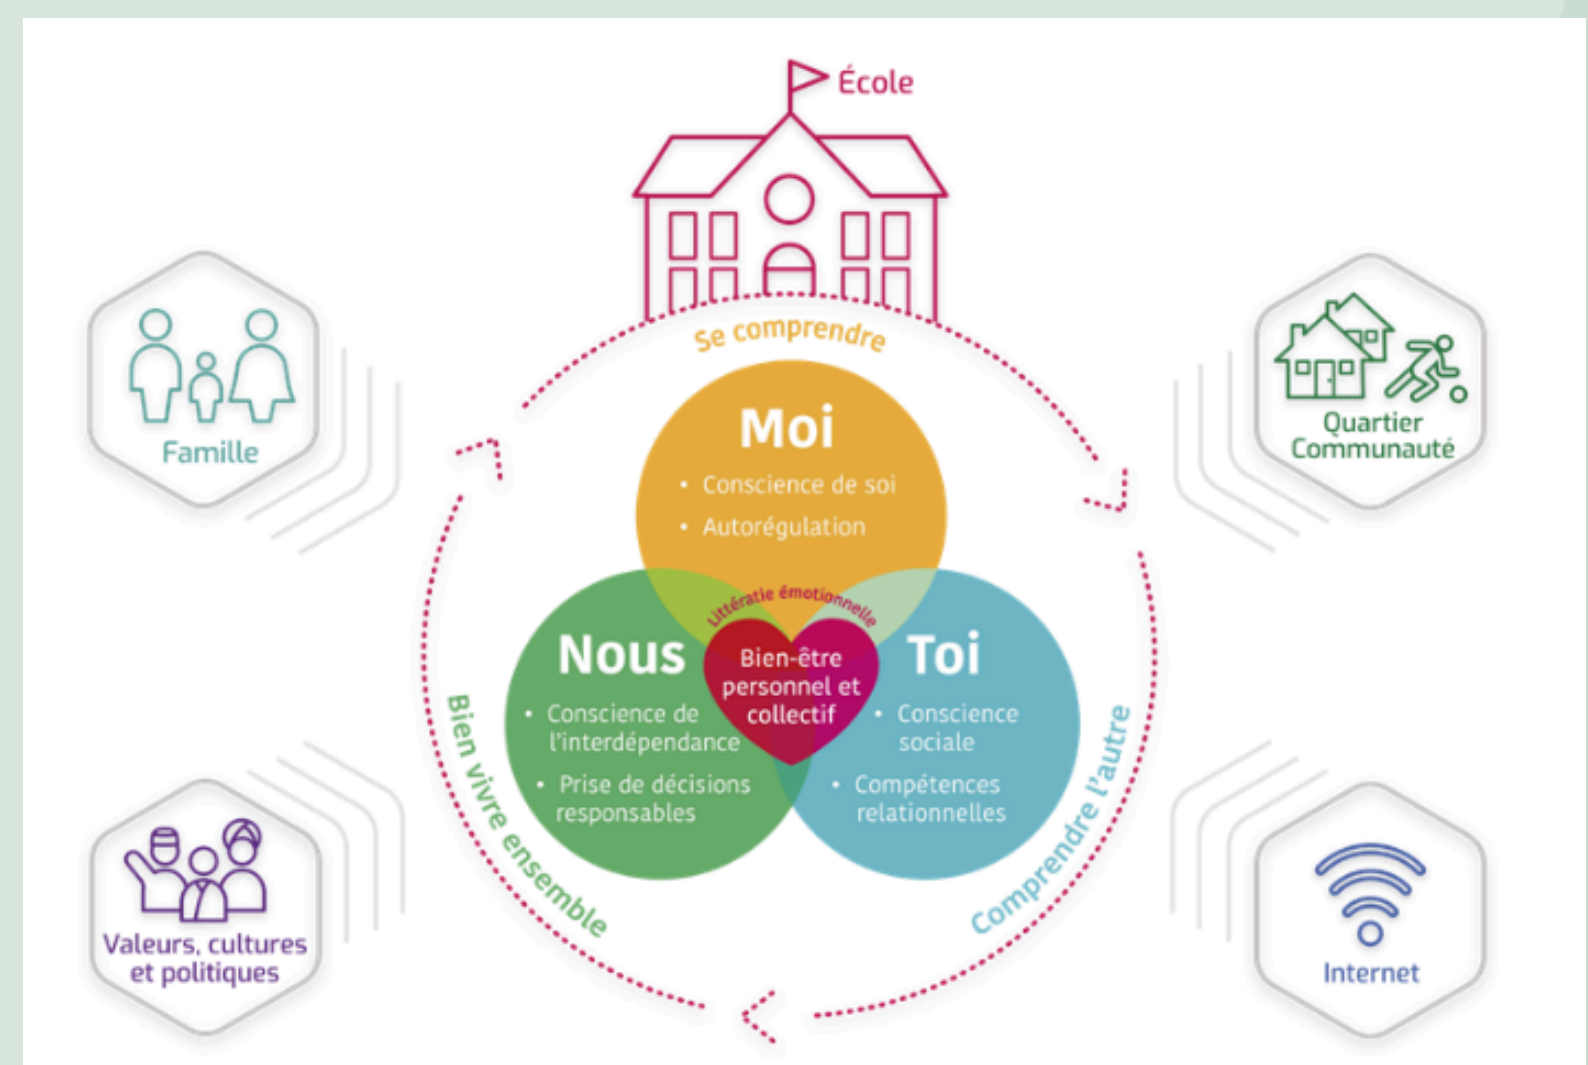 École
Se comprendre
Moi
• Conscience de soi
• Autorégulation
Famille
Quartier
Communauté
Littératie émotionnelle
Bien-être
personnel et
collectif
Nous
• Conscience de
l'interdépendance
• Prise de décisions
responsables
Toi
• Conscience
sociale
• Compétences
relationnelles
Bien vivre ensemble
Comprendre l'autre
Valeurs, cultures
et politiques
Internet